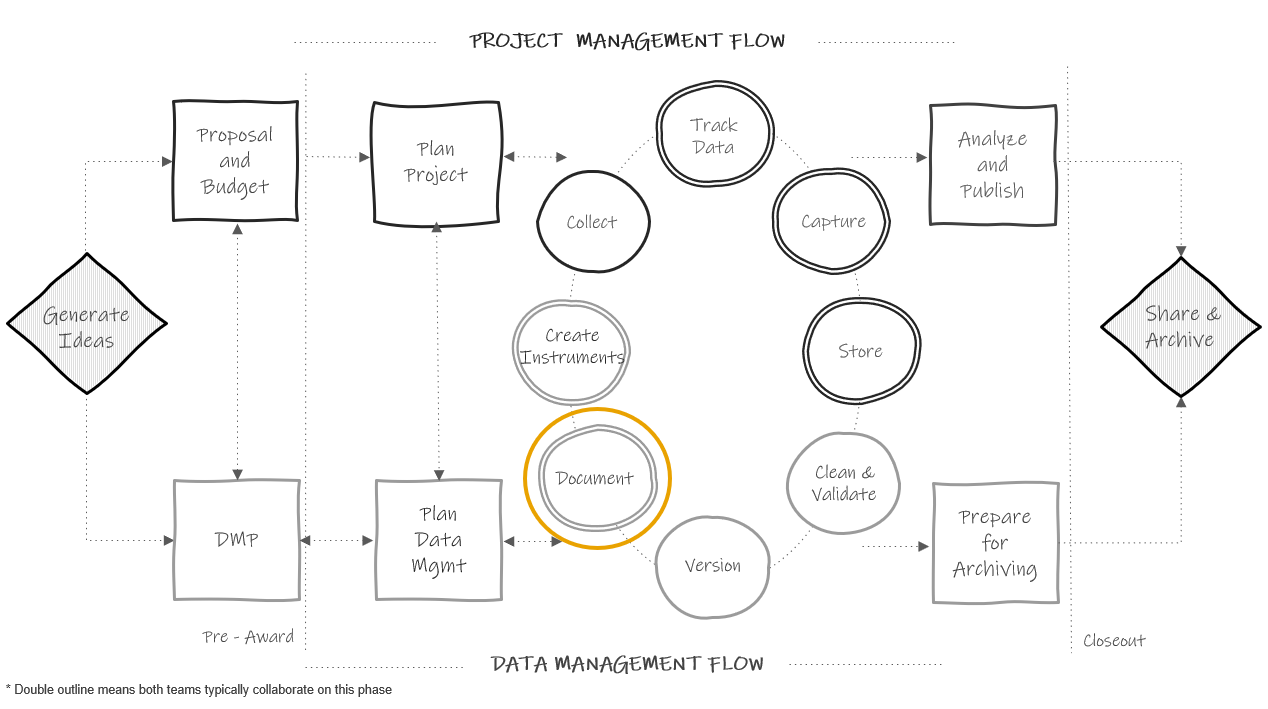 PROJECT MANAGEMENT FLOW
Proposal
and
Budget
Plan
Project
Track
Data
Analyze
and
Publish
Collect
Capture
Generate
Ideas
Create
Instruments
Store
Share &
Archive
Document
Clean &
Validate
DMP
Plan
Data
Mgmt
Version
Prepare
for
Archiving
Pre - Award
Closeout
DATA MANAGEMENT FLOW
* Double outline means both teams typically collaborate on this phase